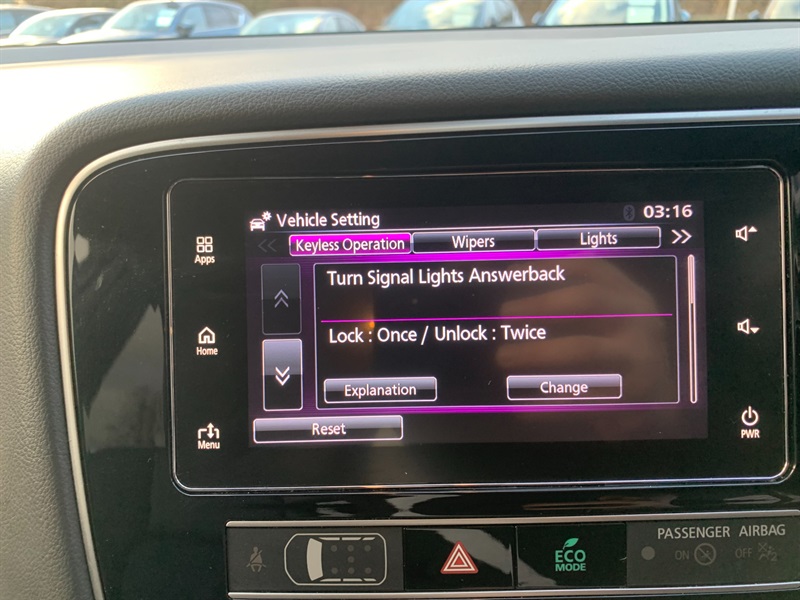 Vehicle Setting
03:16
Keyless Operation
Wipers
Lights
Turn Signal Lights Answerback
Lock : Once / Unlock : Twice
Explanation
Change
Reset
Apps
Home
Menu
PWR
ECO
MODE
PASSENGER AIRBAG
ON
OFF
2